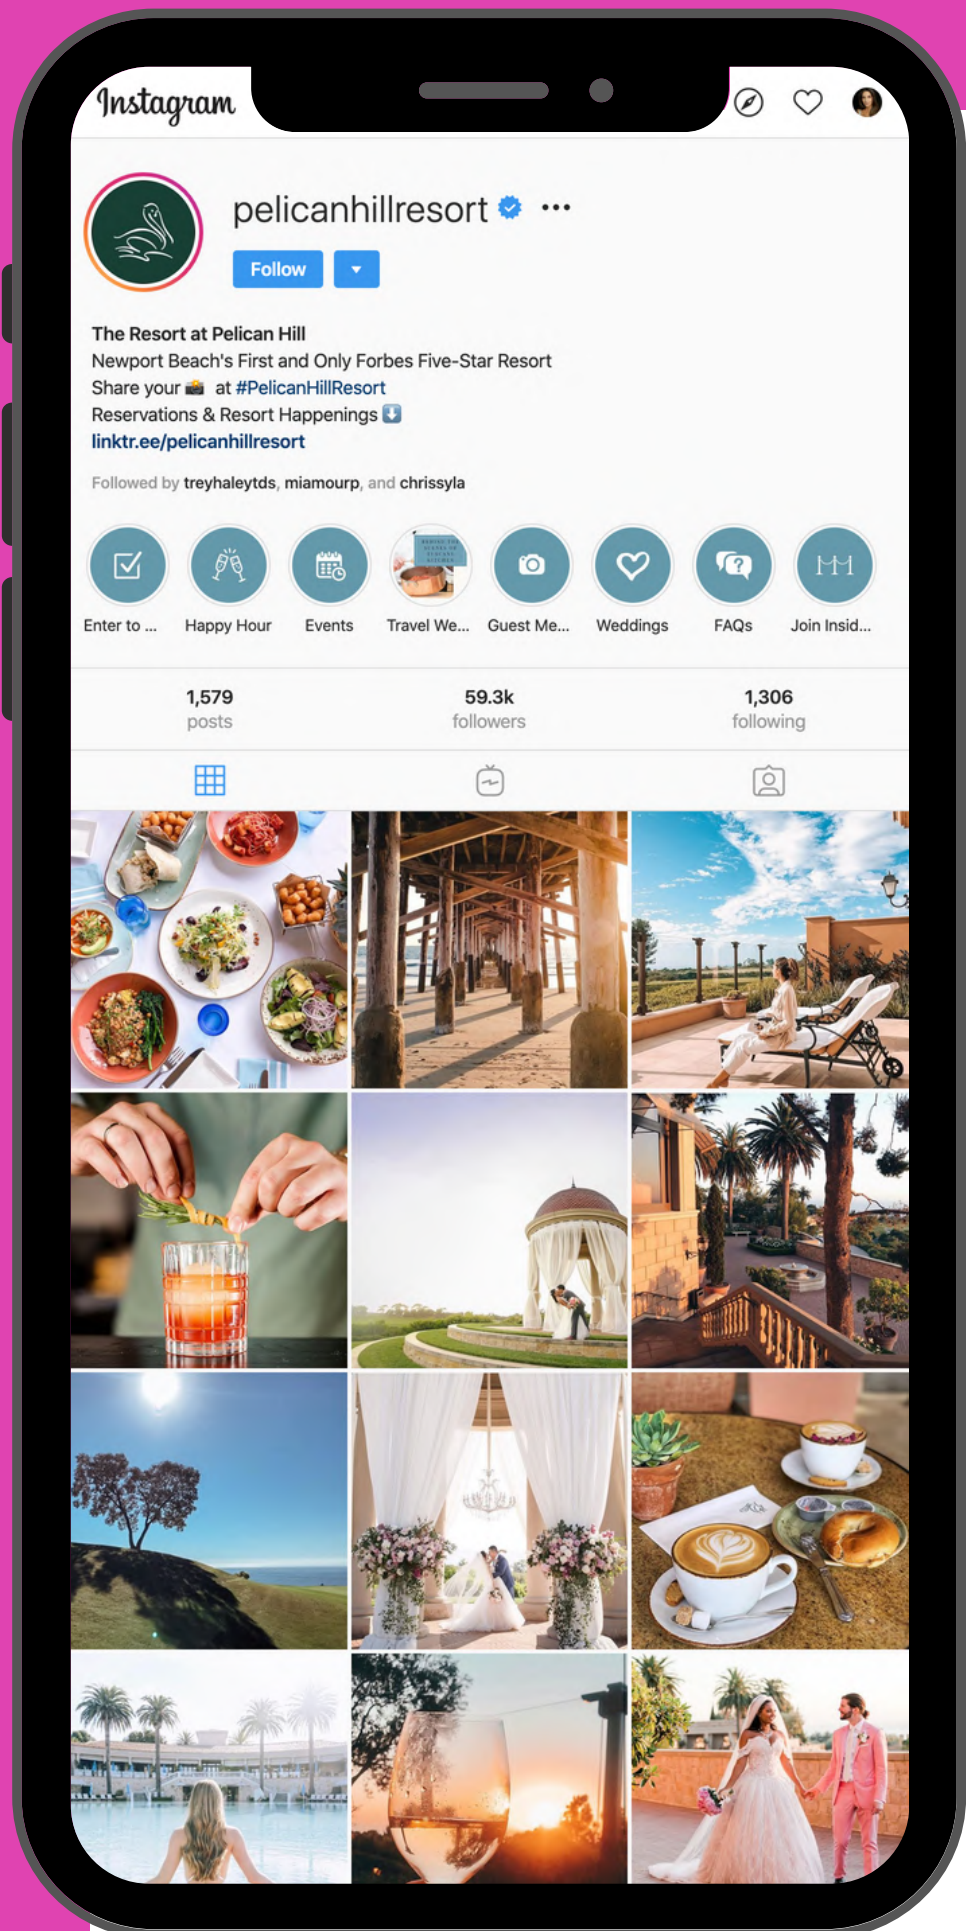 Instagram
pelicanhillresort
Follow
The Resort at Pelican Hill
Newport Beach's First and Only Forbes Five-Star Resort
Share your 📸 at #PelicanHillResort
Reservations & Resort Happenings ⬇️
linktr.ee/pelicanhillresort
Followed by treyhaleytds, miamourp, and chrissyla
Enter to ... Happy Hour Events Travel We... Guest Me... Weddings FAQs Join Insid...
1,579 59.3k 1,306
posts followers following